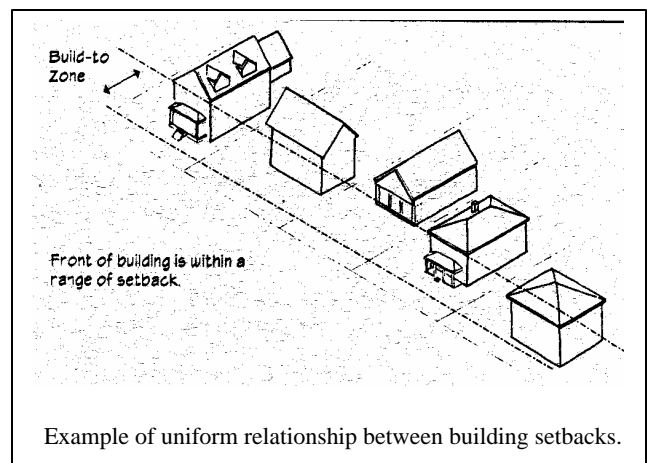 Build-to
Zone
Front of building is within a
range of setback.
Example of uniform relationship between building setbacks.